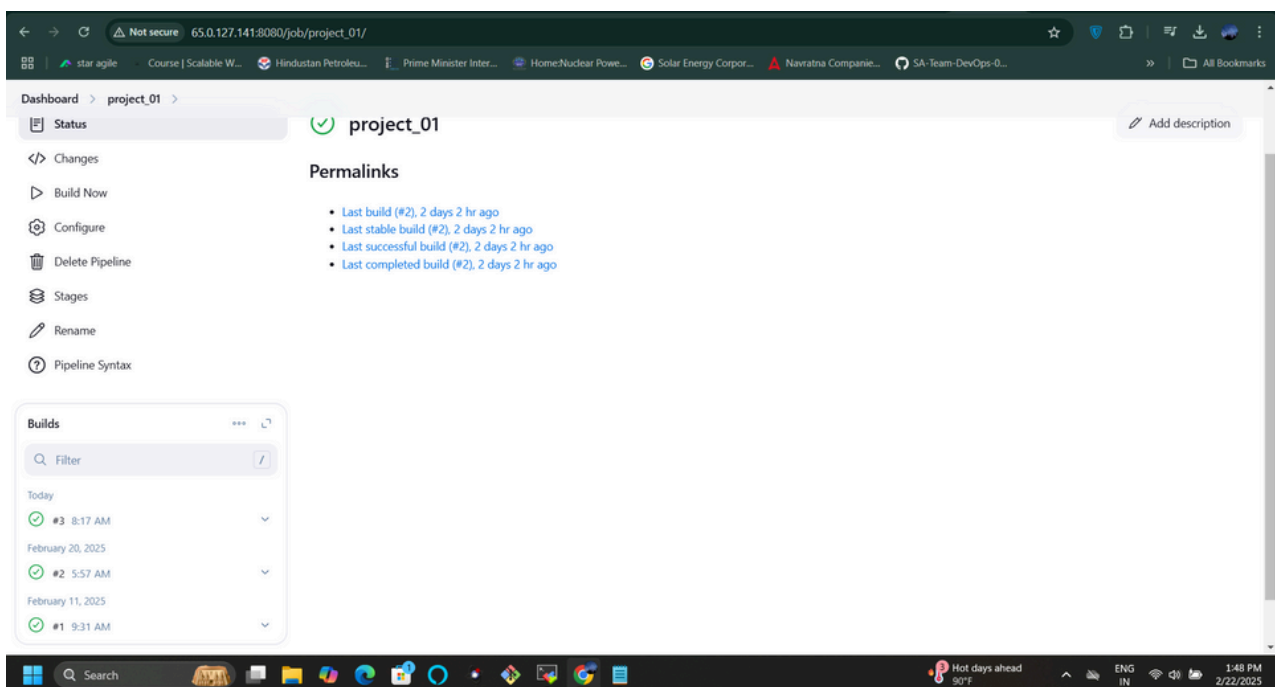 Not secure 65.0.127.141:8080/job/project_01/
star agile Course | Scalable W... Hindustan Petroleu... Prime Minister Inter... Home:Nuclear Powe... Solar Energy Corpor... Navratna Companie... SA-Team-DevOps-0... » All Bookmarks
Dashboard > project_01 >
Status
project_01
Add description
Changes
Permalinks
Build Now
Last build (#2), 2 days 2 hr ago
Configure
Last stable build (#2), 2 days 2 hr ago
Last successful build (#2), 2 days 2 hr ago
Delete Pipeline
Last completed build (#2), 2 days 2 hr ago
Stages
Rename
Pipeline Syntax
Builds
Filter /
Today
#3 8:17 AM
February 20, 2025
#2 5:57 AM
February 11, 2025
#1 9:31 AM
Search
3 Hot days ahead
90°F
ENG
IN
1:48 PM
2/22/2025